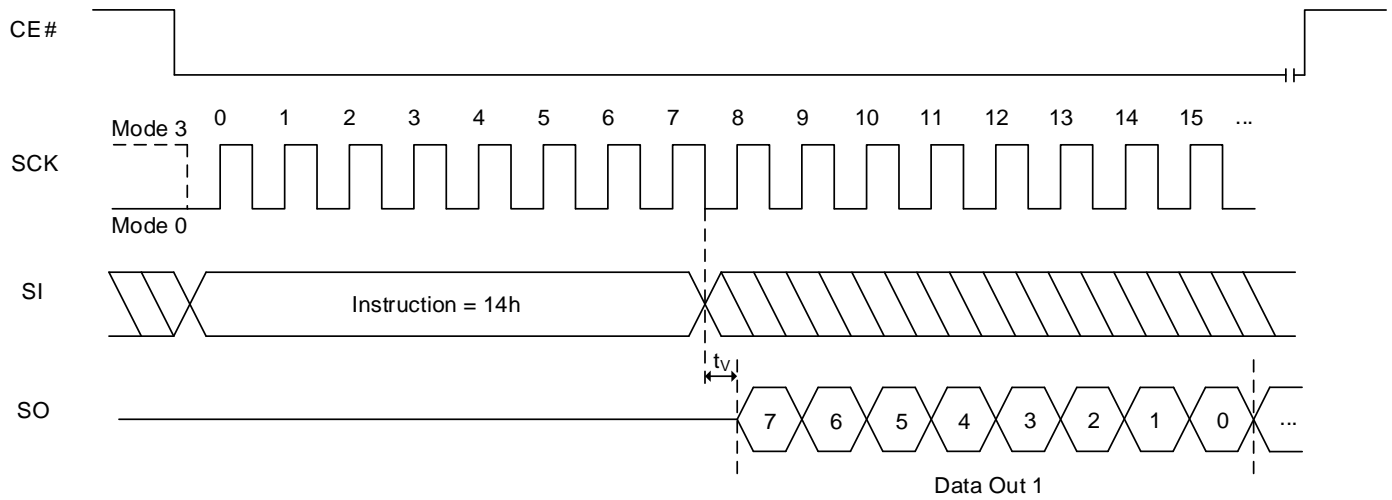 CE#
0 1 2 3 4 5 6 7 8 9 10 11 12 13 14 15 ...
Mode 3
SCK
Mode 0
SI
Instruction = 14h
tV
SO
7 6 5 4 3 2 1 0 ...
Data Out 1